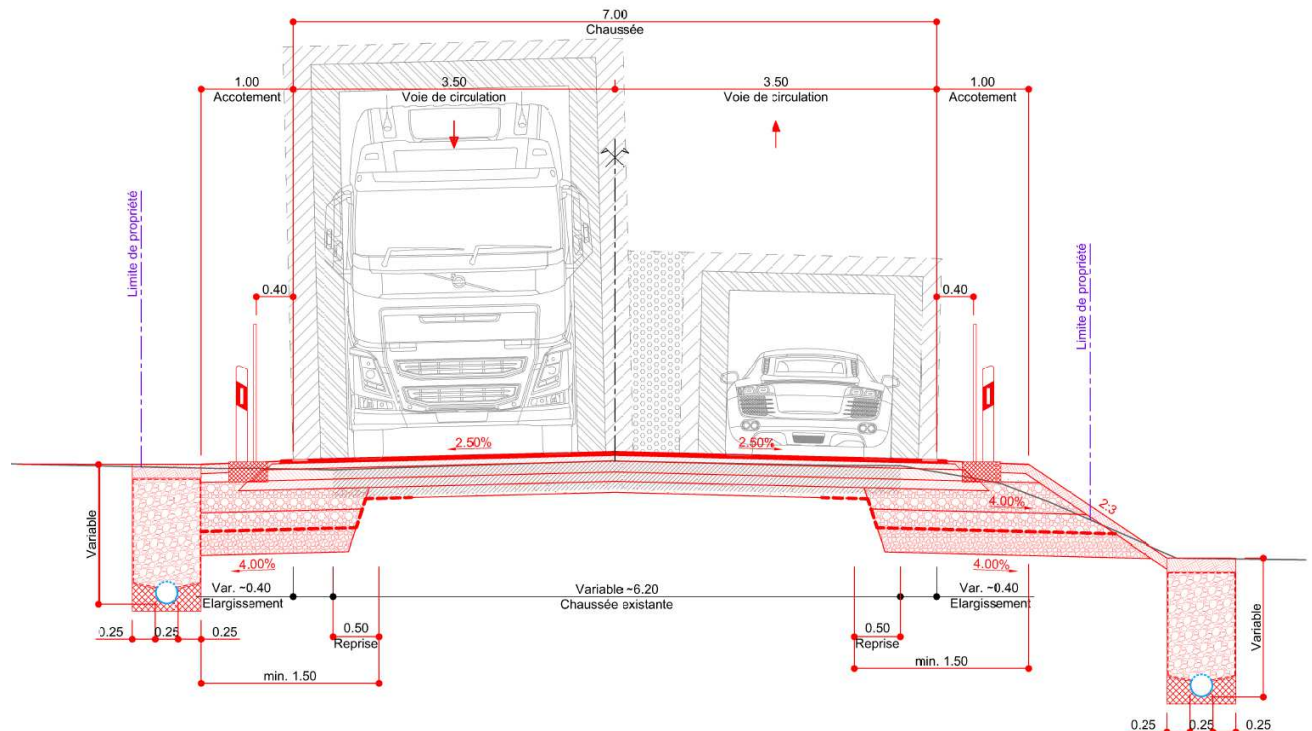 7.00
Chaussée
1.00
Accotement
3.50
Voie de circulation
3.50
Voie de circulation
1.00
Accotement
Limite de propriété
Limite de propriété
0.40
0.40
2.50%
2.50%
2:3
4.00%
4.00%
4.00%
Variable
Variable
Var. ~0.40
Elargissement
Variable ~6.20
Chaussée existante
Var. ~0.40
Elargissement
0.25
0.25
0.25
0.50
Reprise
0.50
Reprise
min. 1.50
min. 1.50
0.25
0.25
0.25